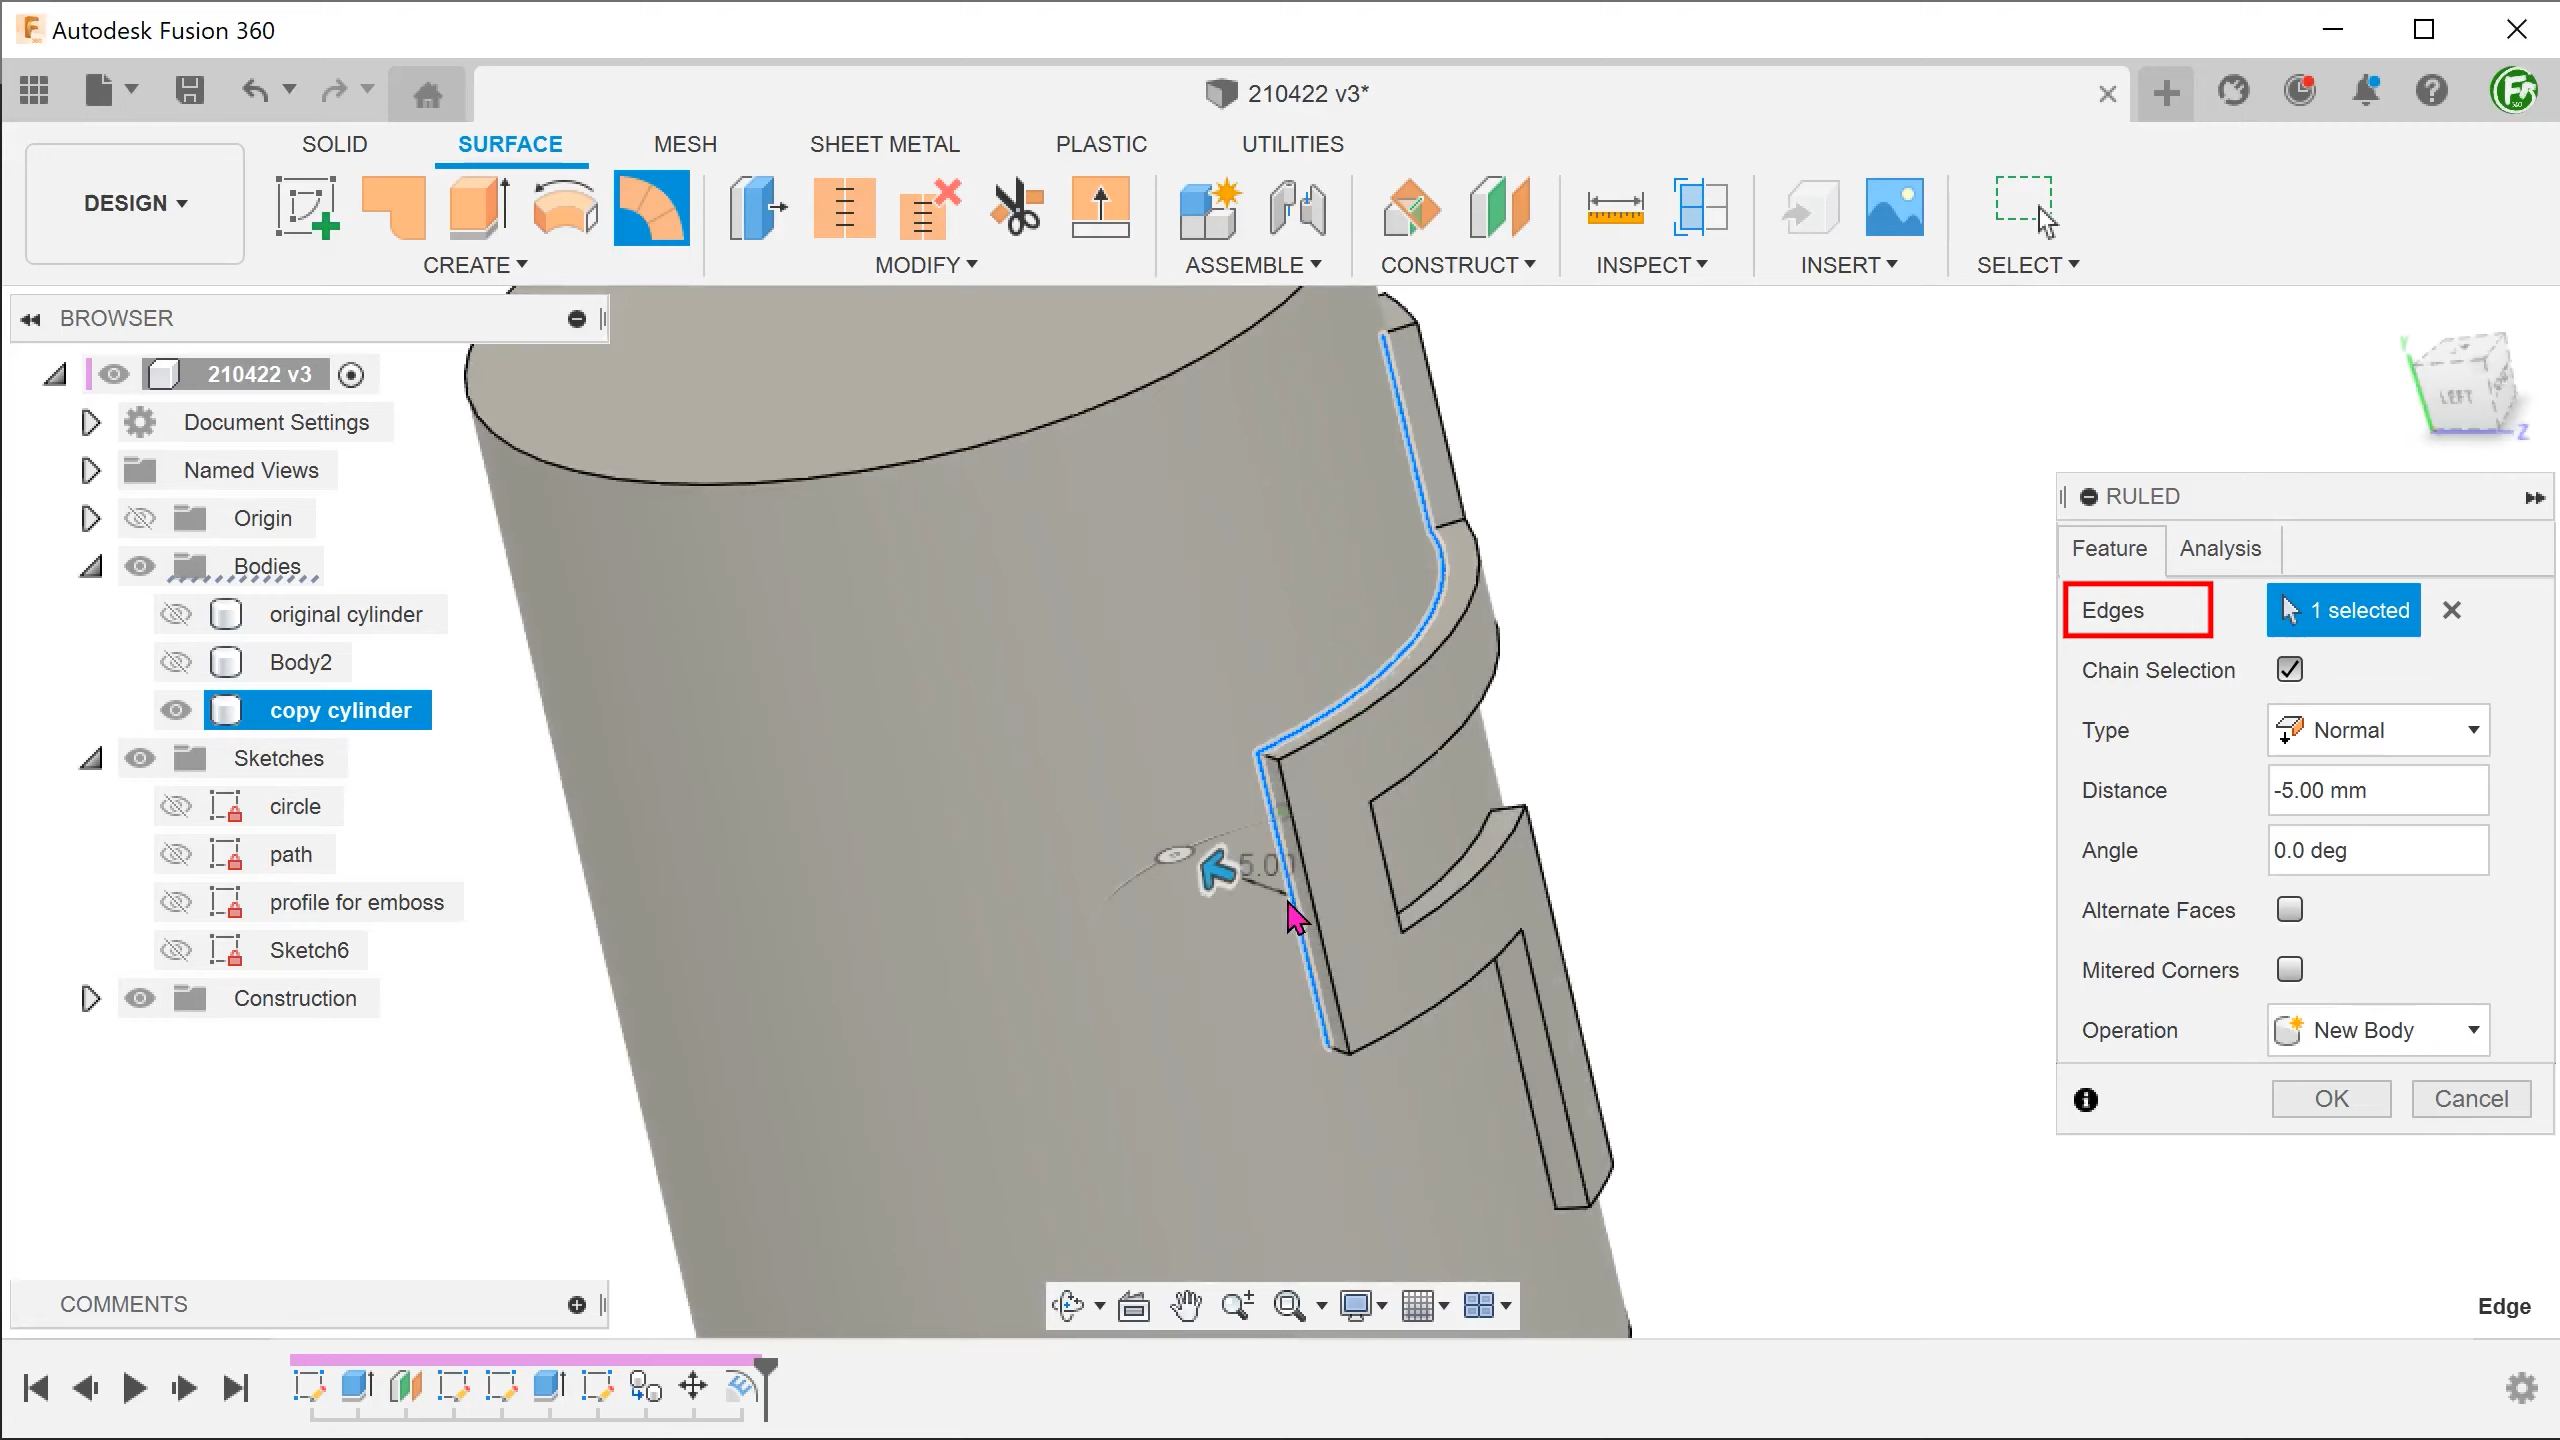 Autodesk Fusion 360
210422 v3*
SOLID
SURFACE
MESH
SHEET METAL
PLASTIC
UTILITIES
DESIGN
CREATE
MODIFY
ASSEMBLE
CONSTRUCT
INSPECT
INSERT
SELECT
BROWSER
210422 v3
Document Settings
Named Views
Origin
Bodies
original cylinder
Body2
copy cylinder
Sketches
circle
path
profile for emboss
Sketch6
Construction
LEFT
Y
Z
5.00
RULED
Feature
Analysis
Edges
1 selected
Chain Selection
Type
Normal
Distance
-5.00 mm
Angle
0.0 deg
Alternate Faces
Mitered Corners
Operation
New Body
OK
Cancel
COMMENTS
Edge